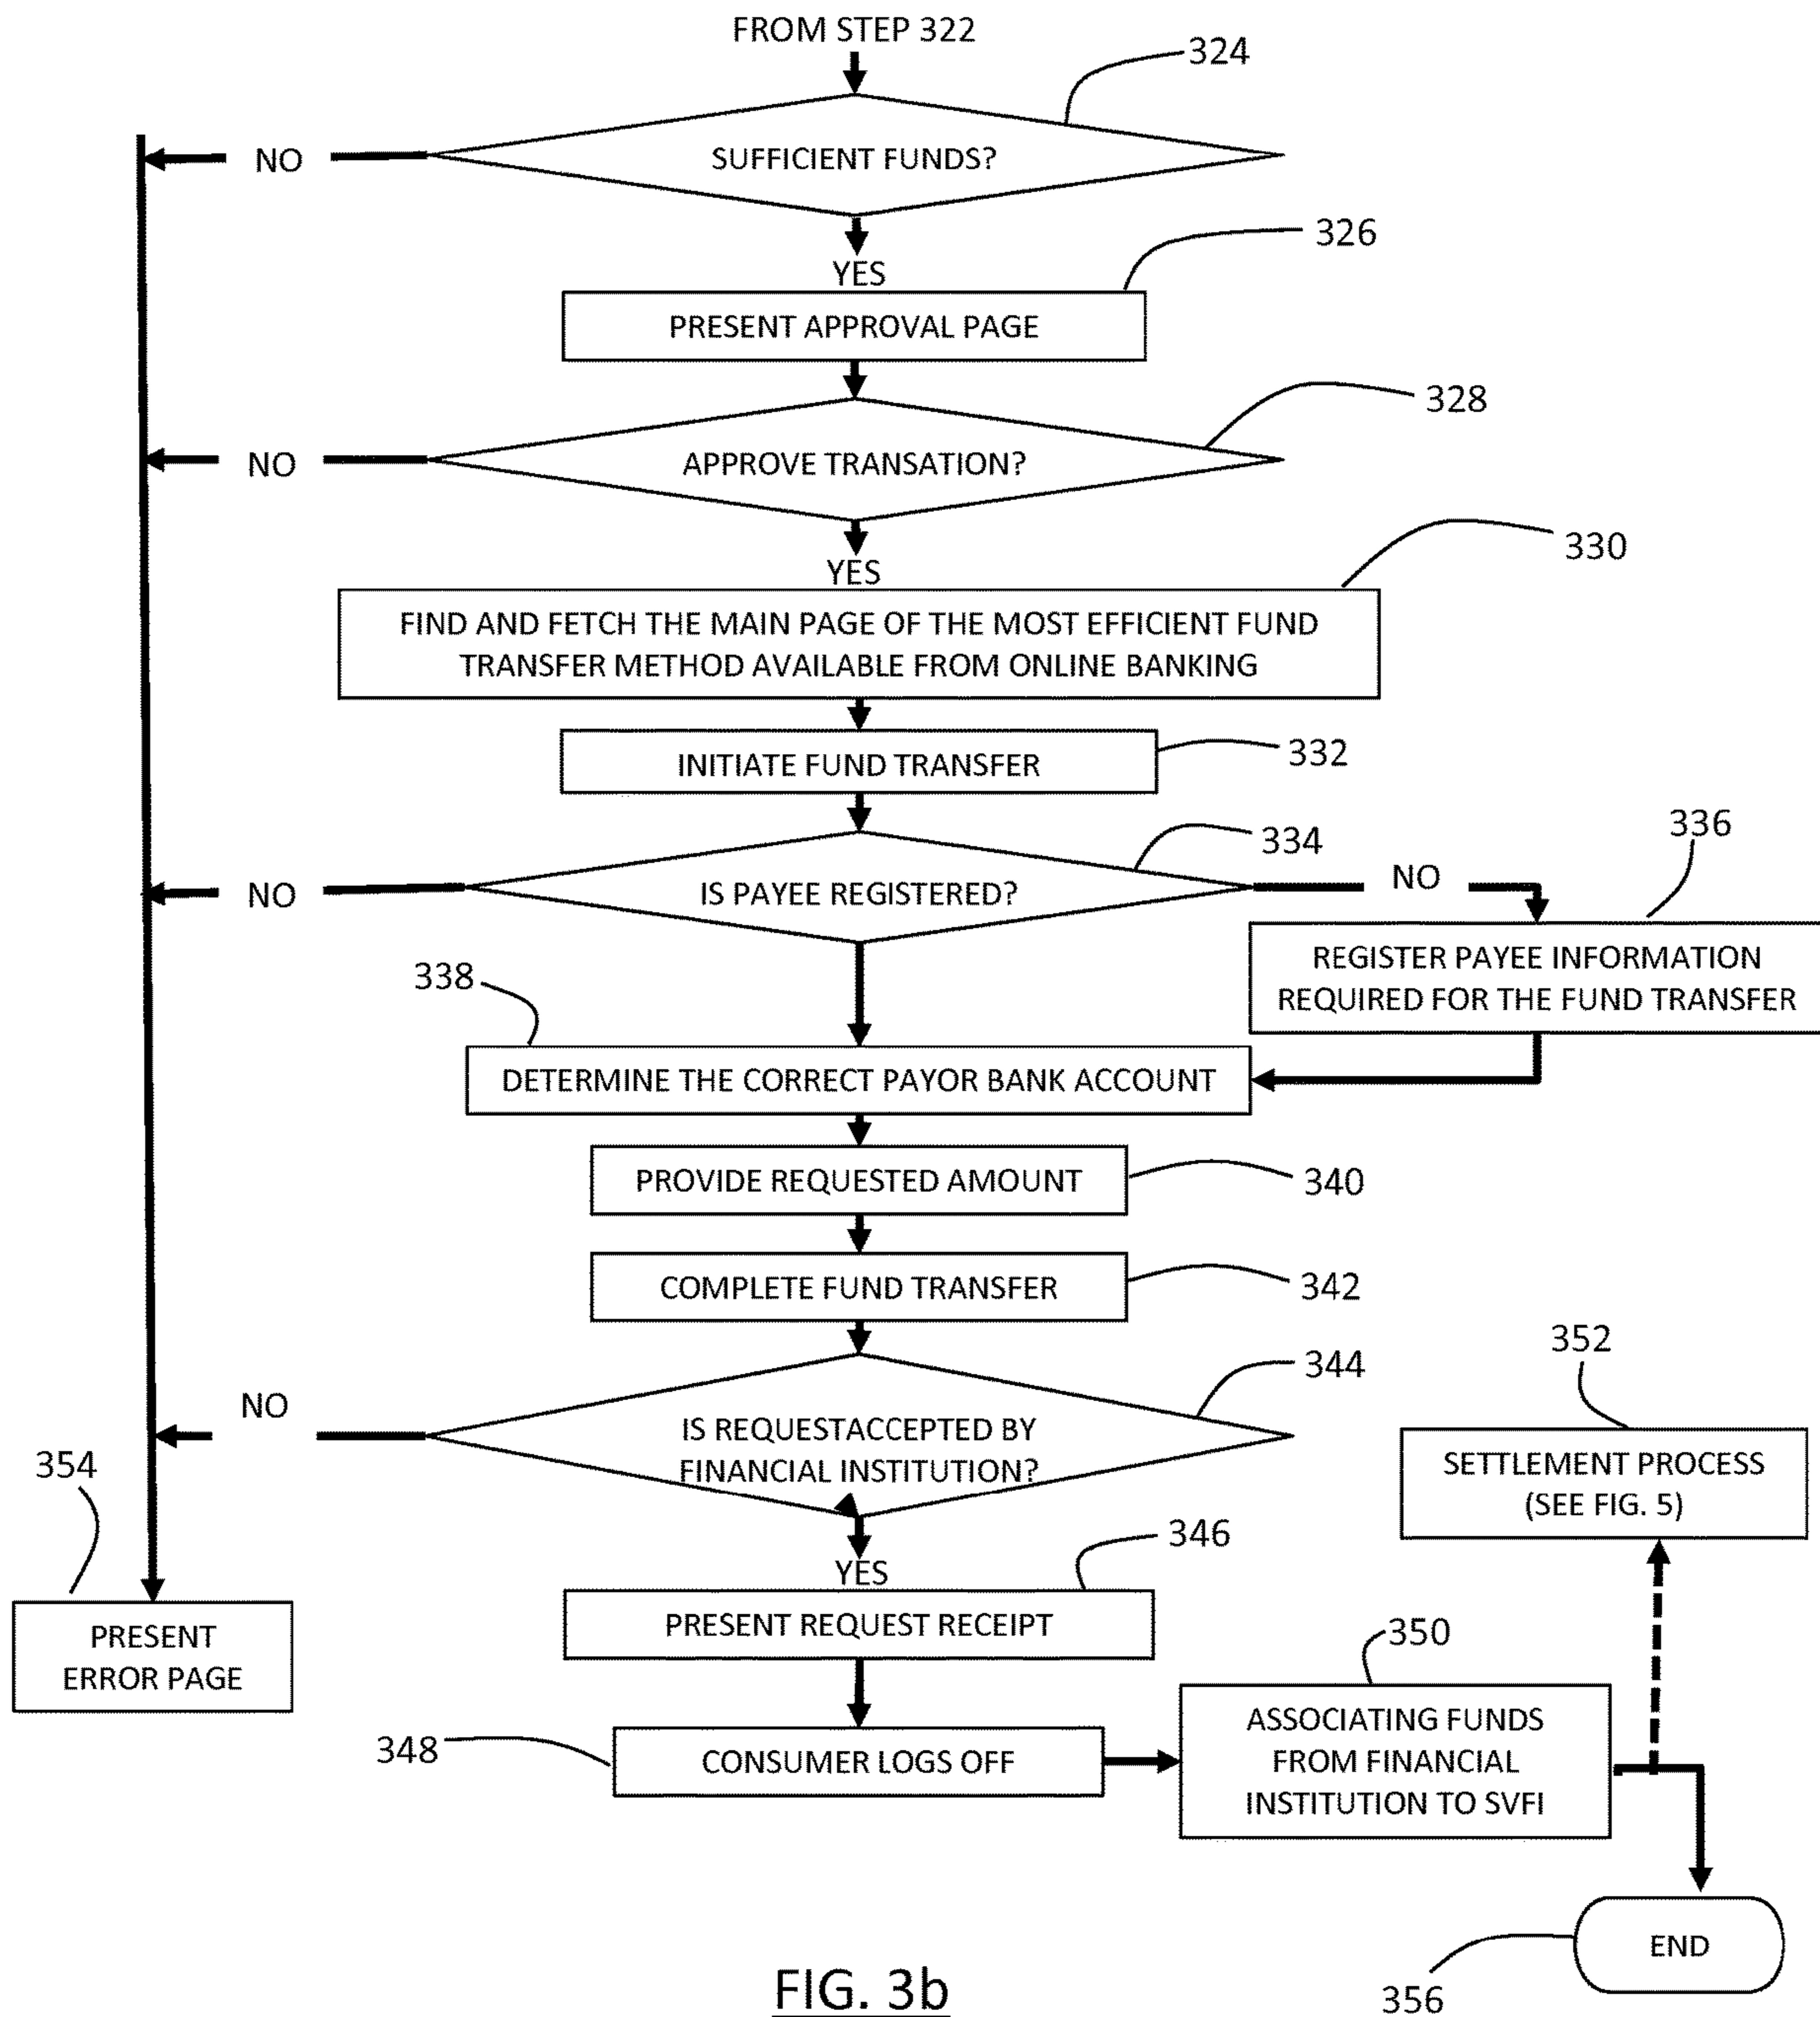 FROM STEP 322
324
SUFFICIENT FUNDS?
NO
326
YES
PRESENT APPROVAL PAGE
328
APPROVE TRANSATION?
NO
330
YES
FIND AND FETCH THE MAIN PAGE OF THE MOST EFFICIENT FUND
TRANSFER METHOD AVAILABLE FROM ONLINE BANKING
332
INITIATE FUND TRANSFER
334
336
IS PAYEE REGISTERED?
NO
NO
REGISTER PAYEE INFORMATION
REQUIRED FOR THE FUND TRANSFER
338
DETERMINE THE CORRECT PAYOR BANK ACCOUNT
PROVIDE REQUESTED AMOUNT
340
COMPLETE FUND TRANSFER
342
344
352
NO
IS REQUESTACCEPTED BY
FINANCIAL INSTITUTION?
SETTLEMENT PROCESS
(SEE FIG. 5)
354
346
YES
PRESENT REQUEST RECEIPT
PRESENT
ERROR PAGE
350
348
CONSUMER LOGS OFF
ASSOCIATING FUNDS
FROM FINANCIAL
INSTITUTION TO SVFI
END
356
FIG. 3b